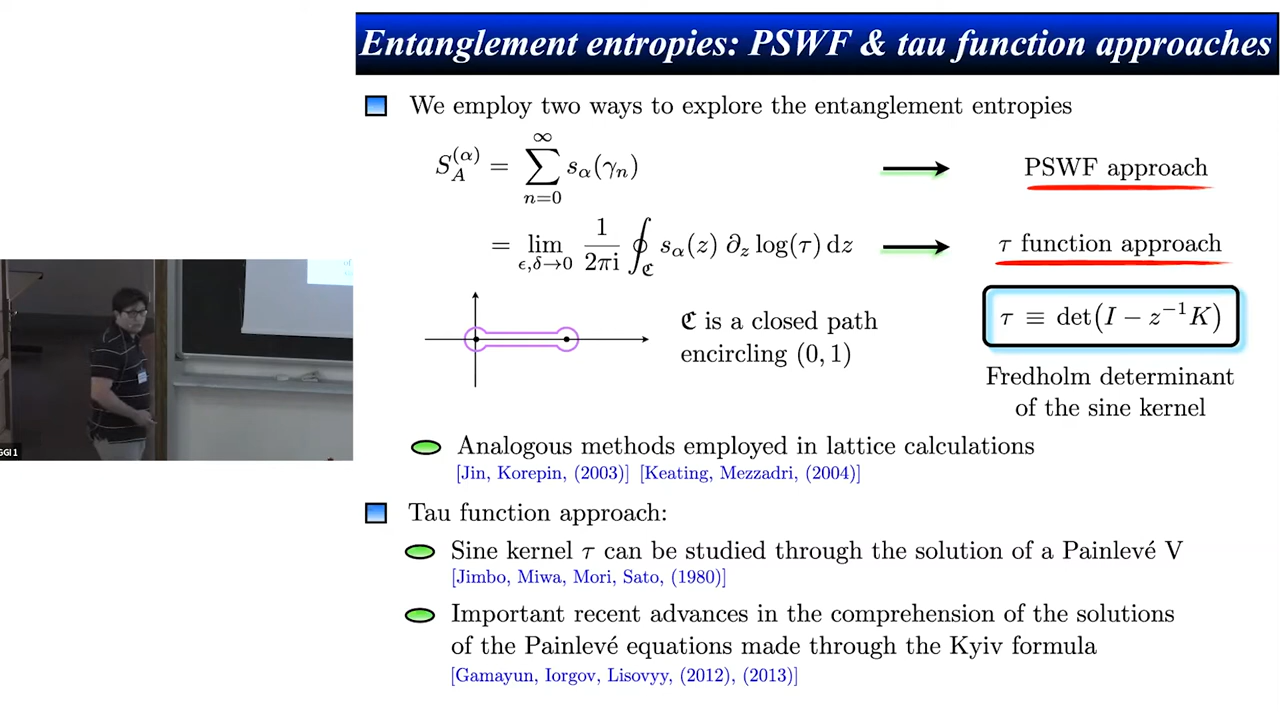 Entanglement entropies: PSWF & tau function approaches
We employ two ways to explore the entanglement entropies
S_A^{(α)} = \sum_{n=0}^{∞} s_α(γ_n)
PSWF approach
= lim_{ϵ,δ→0} \frac{1}{2πi} \oint_ℭ s_α(z) ∂_z log(τ) dz
τ function approach
ℭ is a closed path
encircling (0, 1)
τ ≡ det(I − z^{−1}K)
Fredholm determinant
of the sine kernel
Analogous methods employed in lattice calculations
[Jin, Korepin, (2003)] [Keating, Mezzadri, (2004)]
Tau function approach:
Sine kernel τ can be studied through the solution of a Painlevé V
[Jimbo, Miwa, Mori, Sato, (1980)]
Important recent advances in the comprehension of the solutions
of the Painlevé equations made through the Kyiv formula
[Gamayun, Iorgov, Lisovyy, (2012), (2013)]
GGI 1